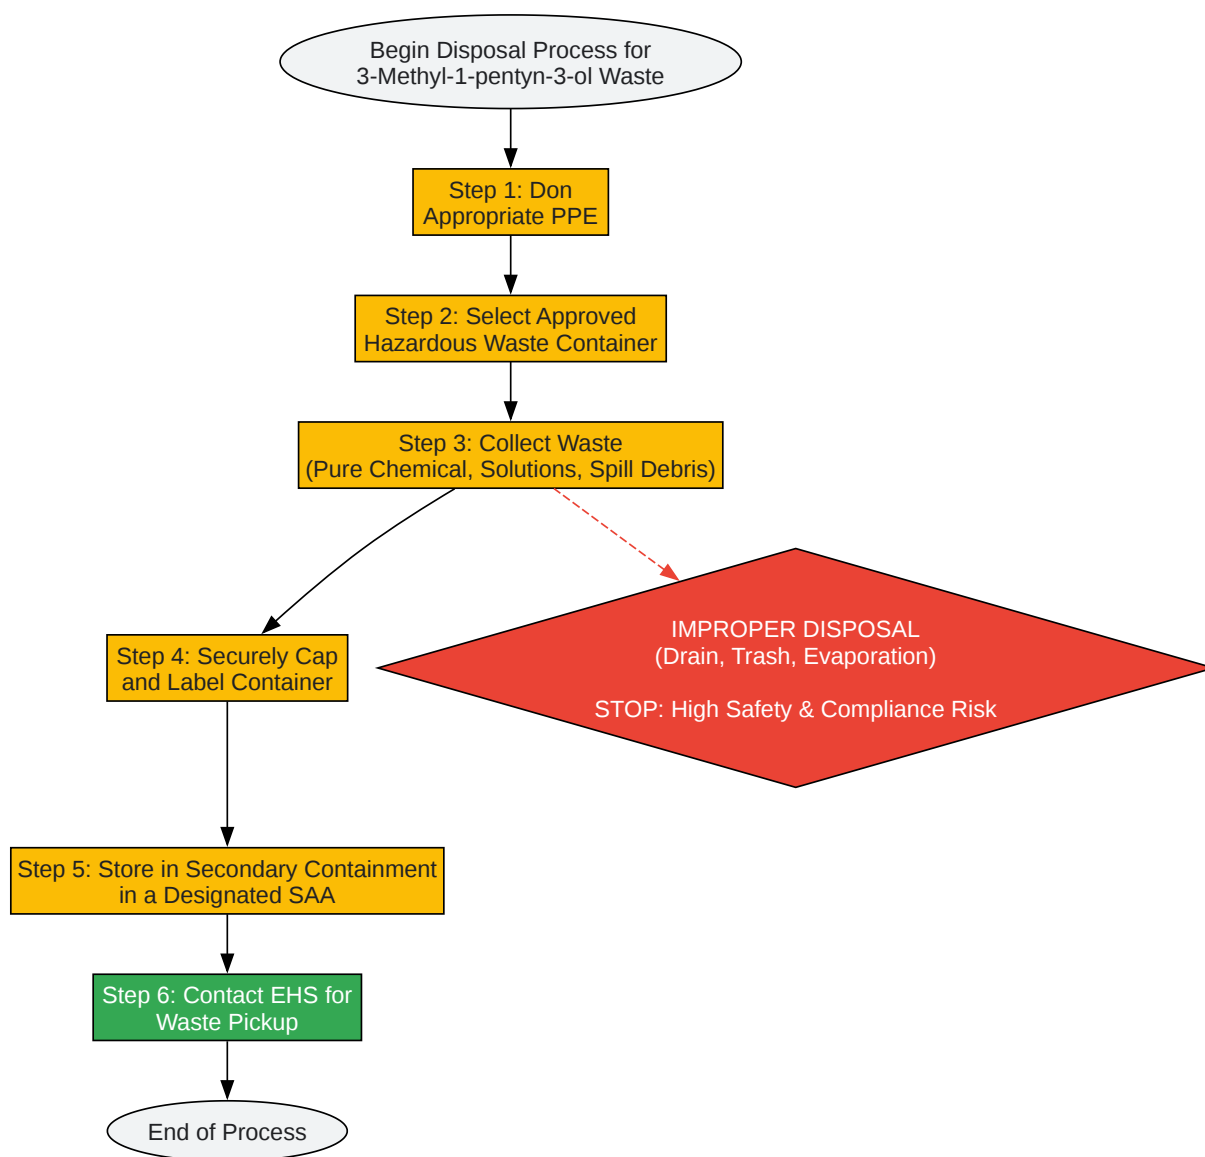 Begin Disposal Process for
3-Methyl-1-pentyn-3-ol Waste
Step 1: Don
Appropriate PPE
Step 2: Select Approved
Hazardous Waste Container
Step 3: Collect Waste
(Pure Chemical, Solutions, Spill Debris)
IMPROPER DISPOSAL
(Drain, Trash, Evaporation)
STOP: High Safety & Compliance Risk
Step 4: Securely Cap
and Label Container
Step 5: Store in Secondary Containment
in a Designated SAA
Step 6: Contact EHS for
Waste Pickup
End of Process